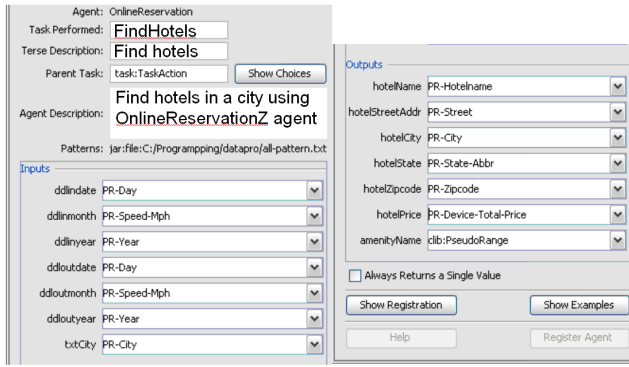 Agent: OnlineReservation
Task Performed: FindHotels
Terse Description: Find hotels
Parent Task: task:TaskAction Show Choices
Agent Description: Find hotels in a city using
OnlineReservationZ agent
Patterns: jar:file:C:/Programpping/datapro/all-pattern.txt
Inputs
ddlindate PR-Day
ddlinmonth PR-Speed-Mph
ddlinyear PR-Year
ddloutdate PR-Day
ddloutmonth PR-Speed-Mph
ddloutyear PR-Year
txtCity PR-City
Outputs
hotelName PR-Hotelname
hotelStreetAddr PR-Street
hotelCity PR-City
hotelState PR-State-Abbr
hotelZipcode PR-Zipcode
hotelPrice PR-Device-Total-Price
amenityName clib:PseudoRange
Always Returns a Single Value
Show Registration Show Examples
Help Register Agent